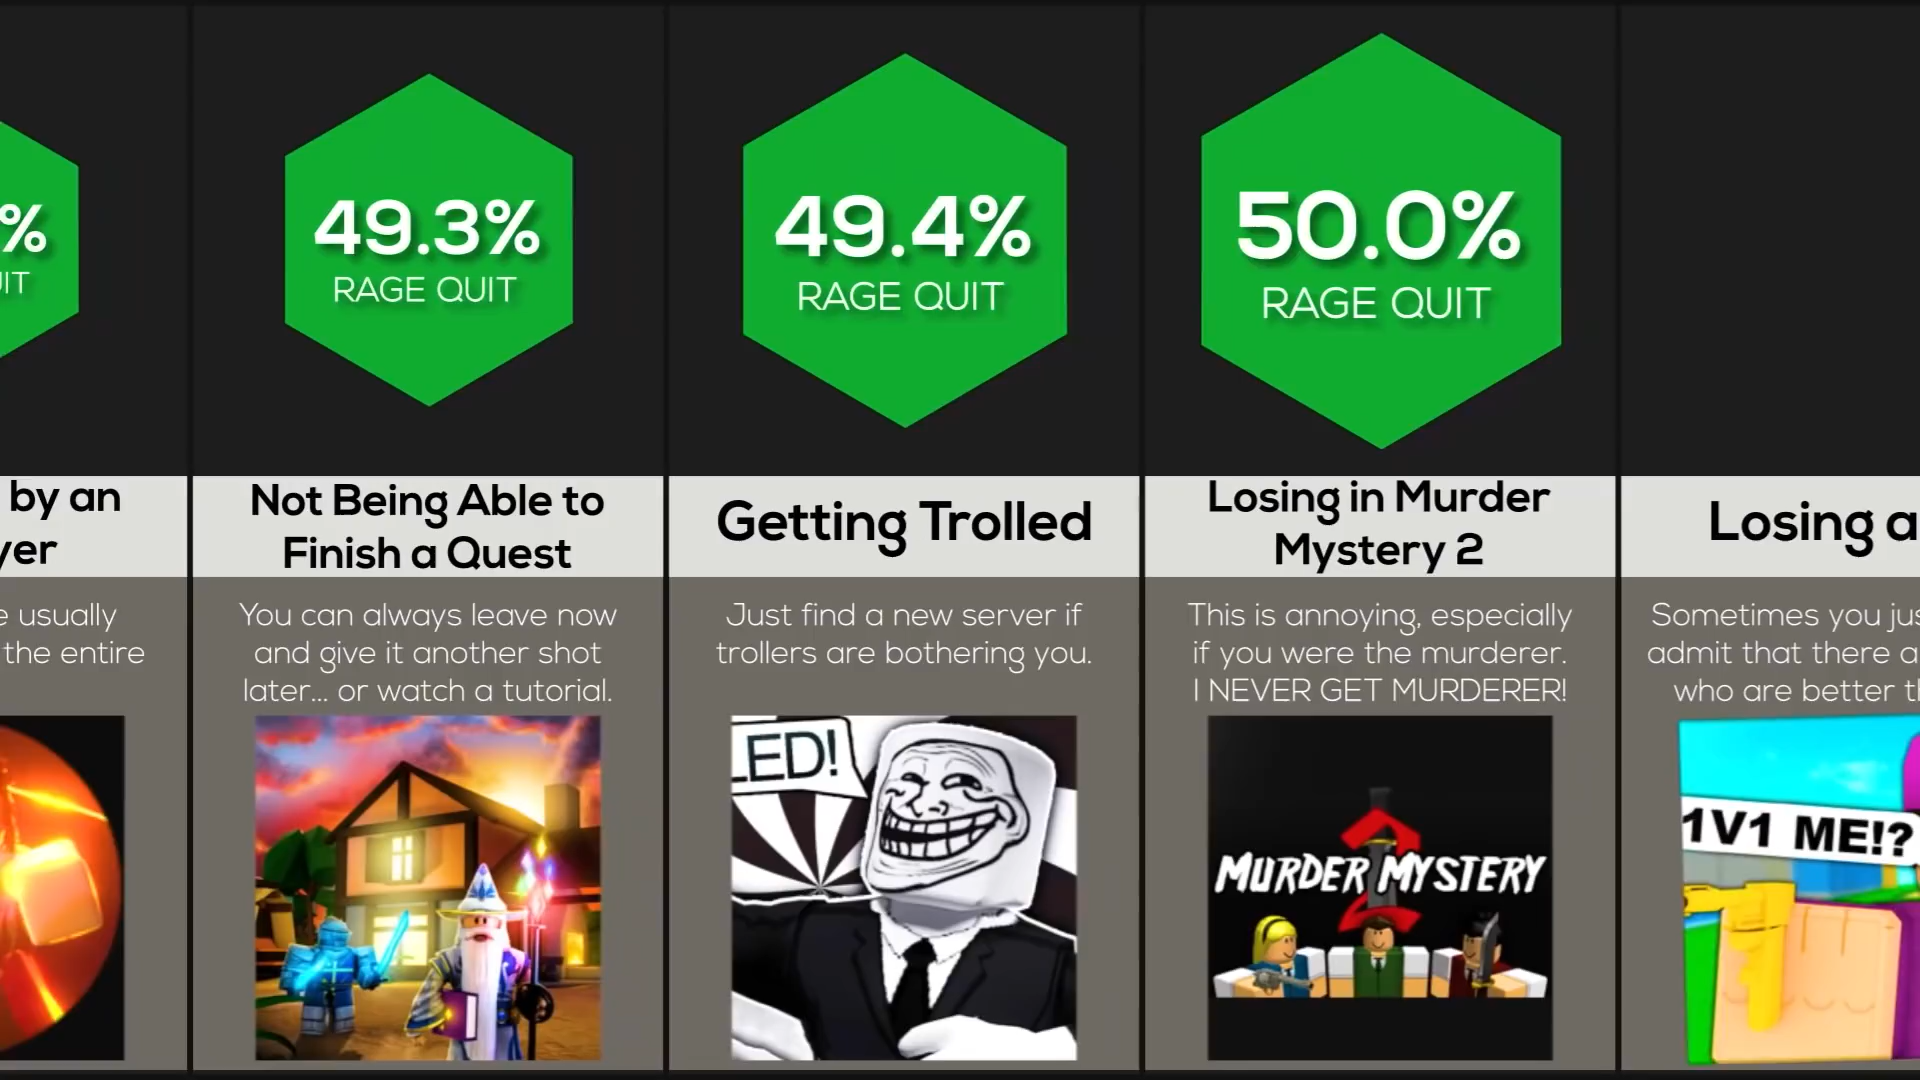 %
49.3%
RAGE QUIT
49.4%
RAGE QUIT
50.0%
RAGE QUIT
by an
Not Being Able to
Finish a Quest
Getting Trolled
Losing in Murder
Mystery 2
Losing a
usually
the entire
You can always leave now
and give it another shot
later... or watch a tutorial.
Just find a new server if
trollers are bothering you.
This is annoying, especially
if you were the murderer.
I NEVER GET MURDERER!
Sometimes you jus
admit that there a
who are better t
LED!
MURDER MYSTERY
2
1V1 ME!?